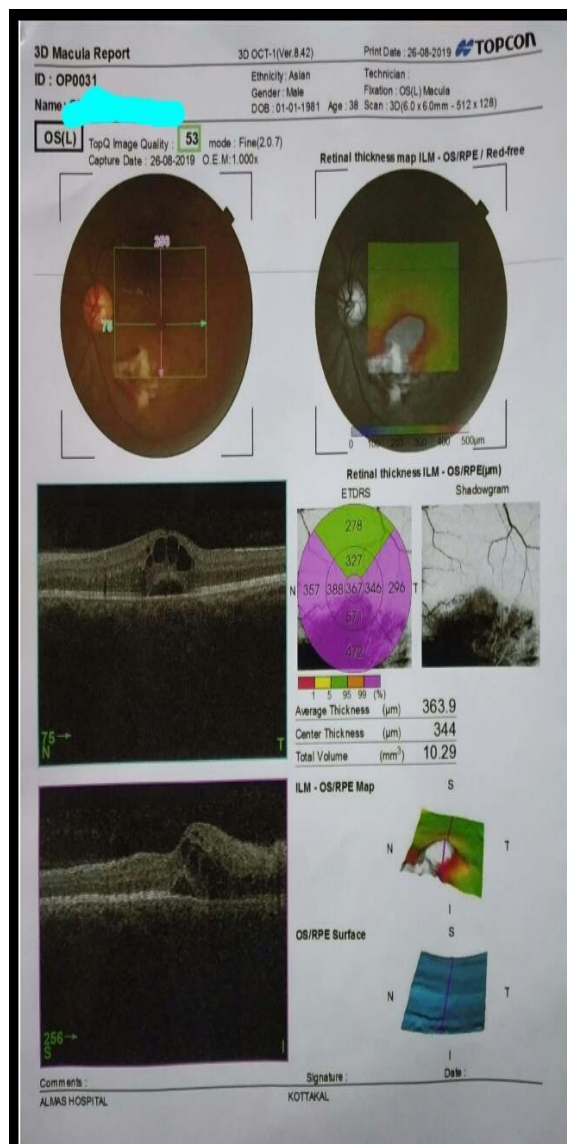 3D Macula Report 3D OCT-1(Ver.8.42) Print Date : 26-08-2019 TOPCON
ID : OP0031 Ethnicity : Asian Technician :
Gender : Male Fixation : OS(L) Macula
Name: DOB : 01-01-1981 Age : 38 Scan : 3D(6.0 x 6.0mm - 512 x 128)
OS(L) TopQ Image Quality : 53 mode : Fine(2.0.7)
Capture Date : 26-08-2019 O.E.M:1.000x
Retinal thickness map ILM - OS/RPE / Red-free
75
0 100 200 300 400 500μm
Retinal thickness ILM - OS/RPE(μm)
ETDRS Shadowgram
278
327
N 357 388 367 346 296 T
1 5 95 99 (%)
Average Thickness (μm) 363.9
Center Thickness (μm) 344
Total Volume (mm³) 10.29
75→
N T
ILM - OS/RPE Map S
N T
I
OS/RPE Surface S
N T
I
256→
S I
Comments : Signature : Date :
ALMAS HOSPITAL KOTTAKAL